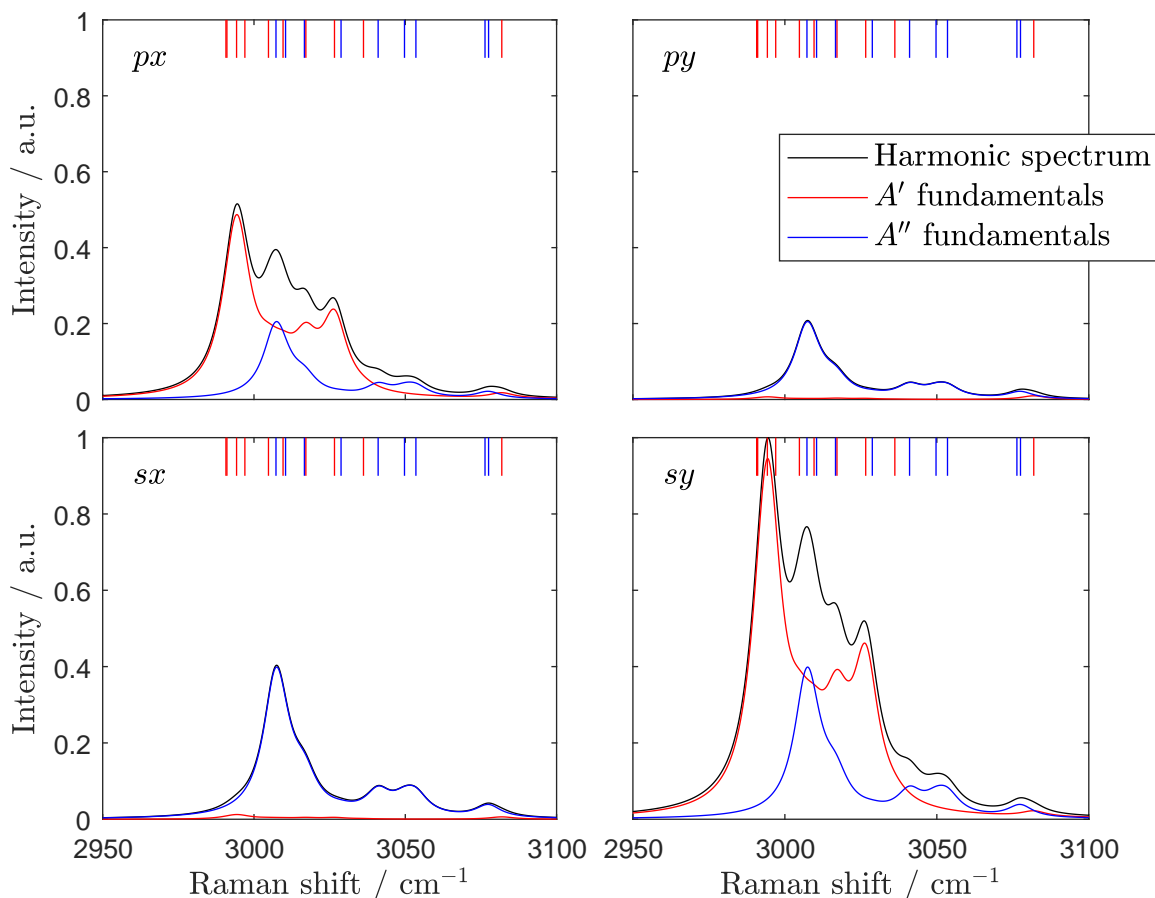 px
py
1
0.8
0.6
0.4
0.2
0
Intensity / a.u.
Harmonic spectrum
A′ fundamentals
A″ fundamentals
sx
sy
1
0.8
0.6
0.4
0.2
0
Intensity / a.u.
2950 3000 3050 3100
2950 3000 3050 3100
Raman shift / cm⁻¹
Raman shift / cm⁻¹